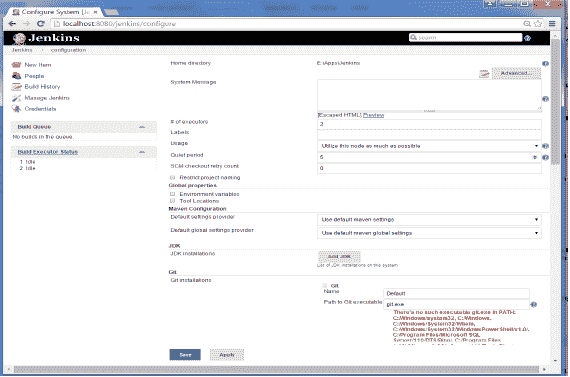 Configure System [Je
localhost:8080/jenkins/configure
Jenkins
search
Jenkins
configuration
New Item
People
Build History
Manage Jenkins
Credentials
Build Queue
No builds in the queue.
Build Executor Status
1 Idle
2 Idle
Home directory
E:\Apps\Jenkins
Advanced...
System Message
[Escaped HTML] Preview
# of executors
2
Labels
Usage
Utilize this node as much as possible
Quiet period
5
SCM checkout retry count
0
Restrict project naming
Global properties
Environment variables
Tool Locations
Maven Configuration
Default settings provider
Use default maven settings
Default global settings provider
Use default maven global settings
JDK
JDK installations
Add JDK
List of JDK installations on this system
Git
Git installations
Git
Name
Default
Path to Git executable
git.exe
There's no such executable git.exe in PATH:
C:/Windows/system32, C:/Windows,
C:/Windows/System32/Wbem,
C:/Windows/System32/WindowsPowerShell/v1.0/,
C:/Program Files/Microsoft SQL
Server/110/DTS/Binn/, C:/Program Files
Save
Apply